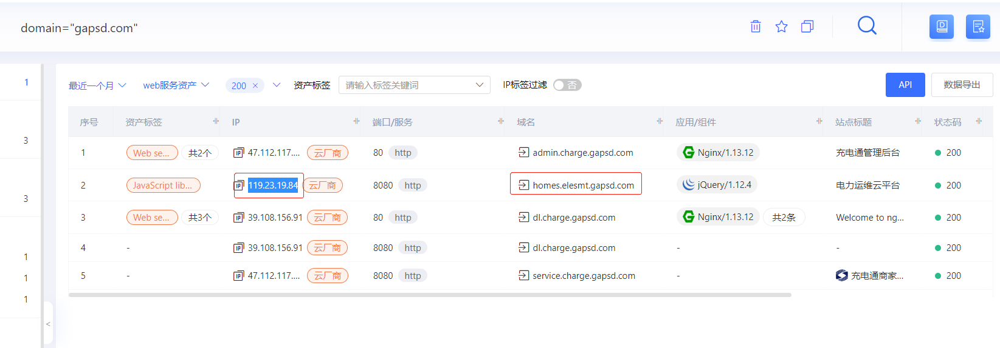 domain="gapsd.com"
1
最近一个月 web服务资产 200 × 资产标签 请输入标签关键词 IP标签过滤 否 API 数据导出
序号 资产标签 IP 端口/服务 域名 应用/组件 站点标题 状态码
1 Web se... 共2个 IP 47.112.117.... 云厂商 80 http admin.charge.gapsd.com Nginx/1.13.12 充电通管理后台 200
3
2 JavaScript lib... IP 119.23.19.84 云厂商 8080 http homes.elesmt.gapsd.com jQuery/1.12.4 电力运维云平台 200
3
3 Web se... 共3个 IP 39.108.156.91 云厂商 80 http dl.charge.gapsd.com Nginx/1.13.12 共2条 Welcome to ng... 200
4 - IP 39.108.156.91 云厂商 8080 http dl.charge.gapsd.com - - 200
1
5 - IP 47.112.117.... 云厂商 8080 http service.charge.gapsd.com - 充电通商家... 200
1
1
<